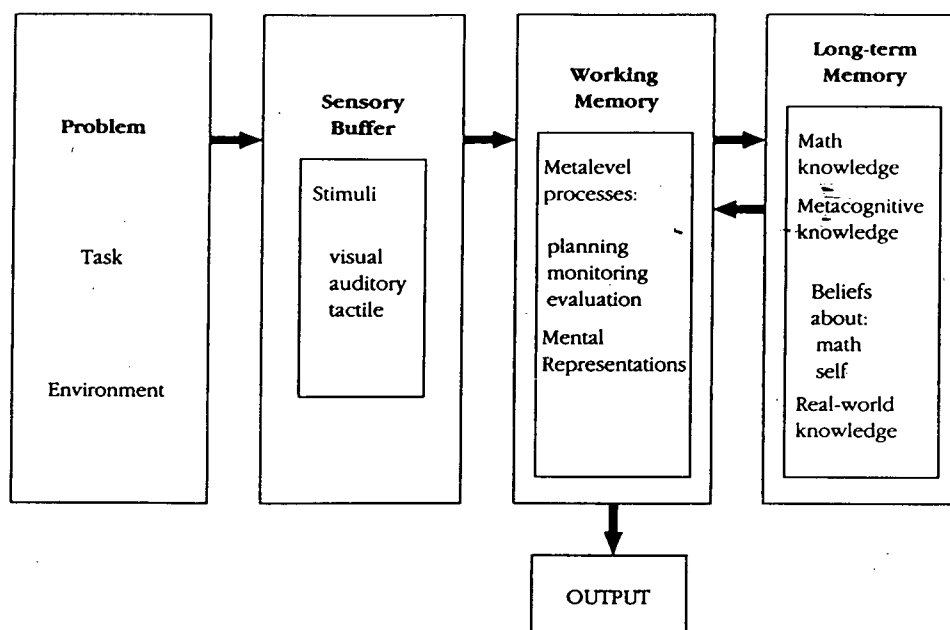 Problem
Task
Environment
Sensory
Buffer
Stimuli
visual
auditory
tactile
Working
Memory
Metalevel
processes:
planning
monitoring
evaluation
Mental
Representations
Long-term
Memory
Math
knowledge
Metacognitive
knowledge
Beliefs
about:
math
self
Real-world
knowledge
OUTPUT